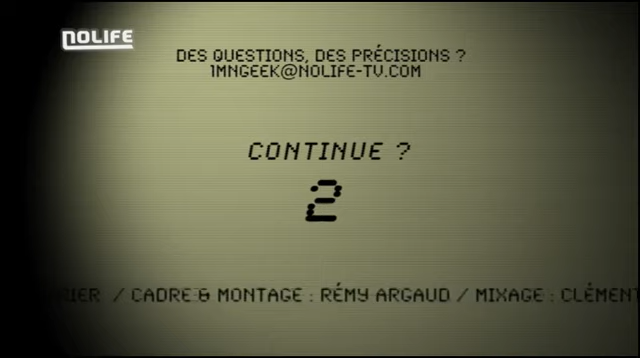 NOLIFE
DES QUESTIONS, DES PRÉCISIONS ?
1MNGEEK@NOLIFE-TV.COM
CONTINUE ?
2
/ CADRE & MONTAGE : RÉMY ARGAUD / MIXAGE : CLÉMENT